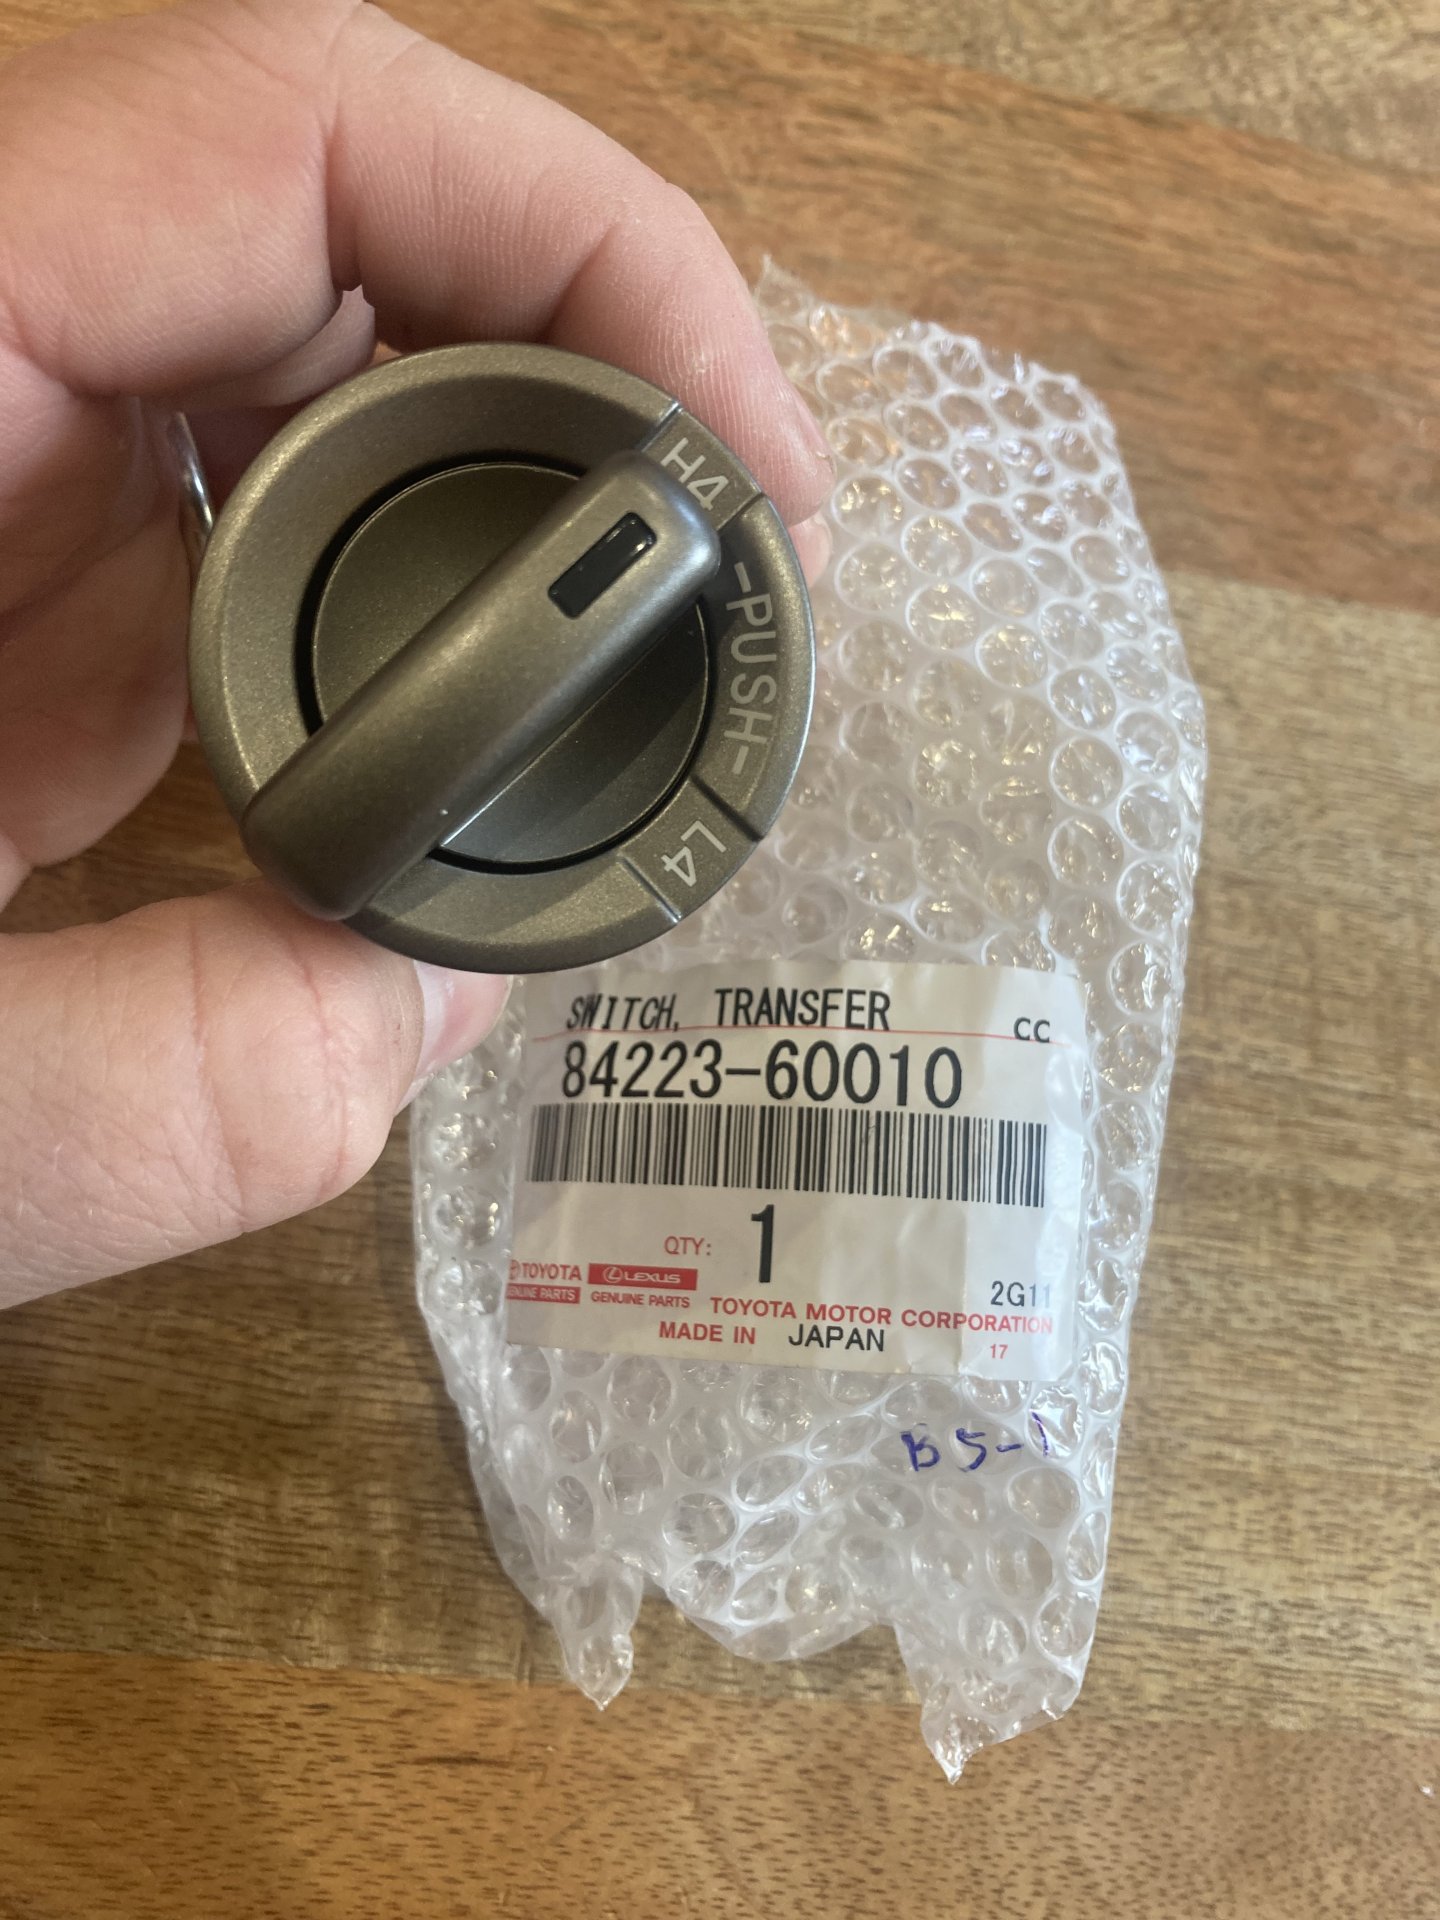 H4
-PUSH-
L4
SWITCH, TRANSFER
CC
84223-60010
QTY: 1
TOYOTA LEXUS
GENUINE PARTS GENUINE PARTS
2G11
TOYOTA MOTOR CORPORATION
MADE IN JAPAN
17
B5-1